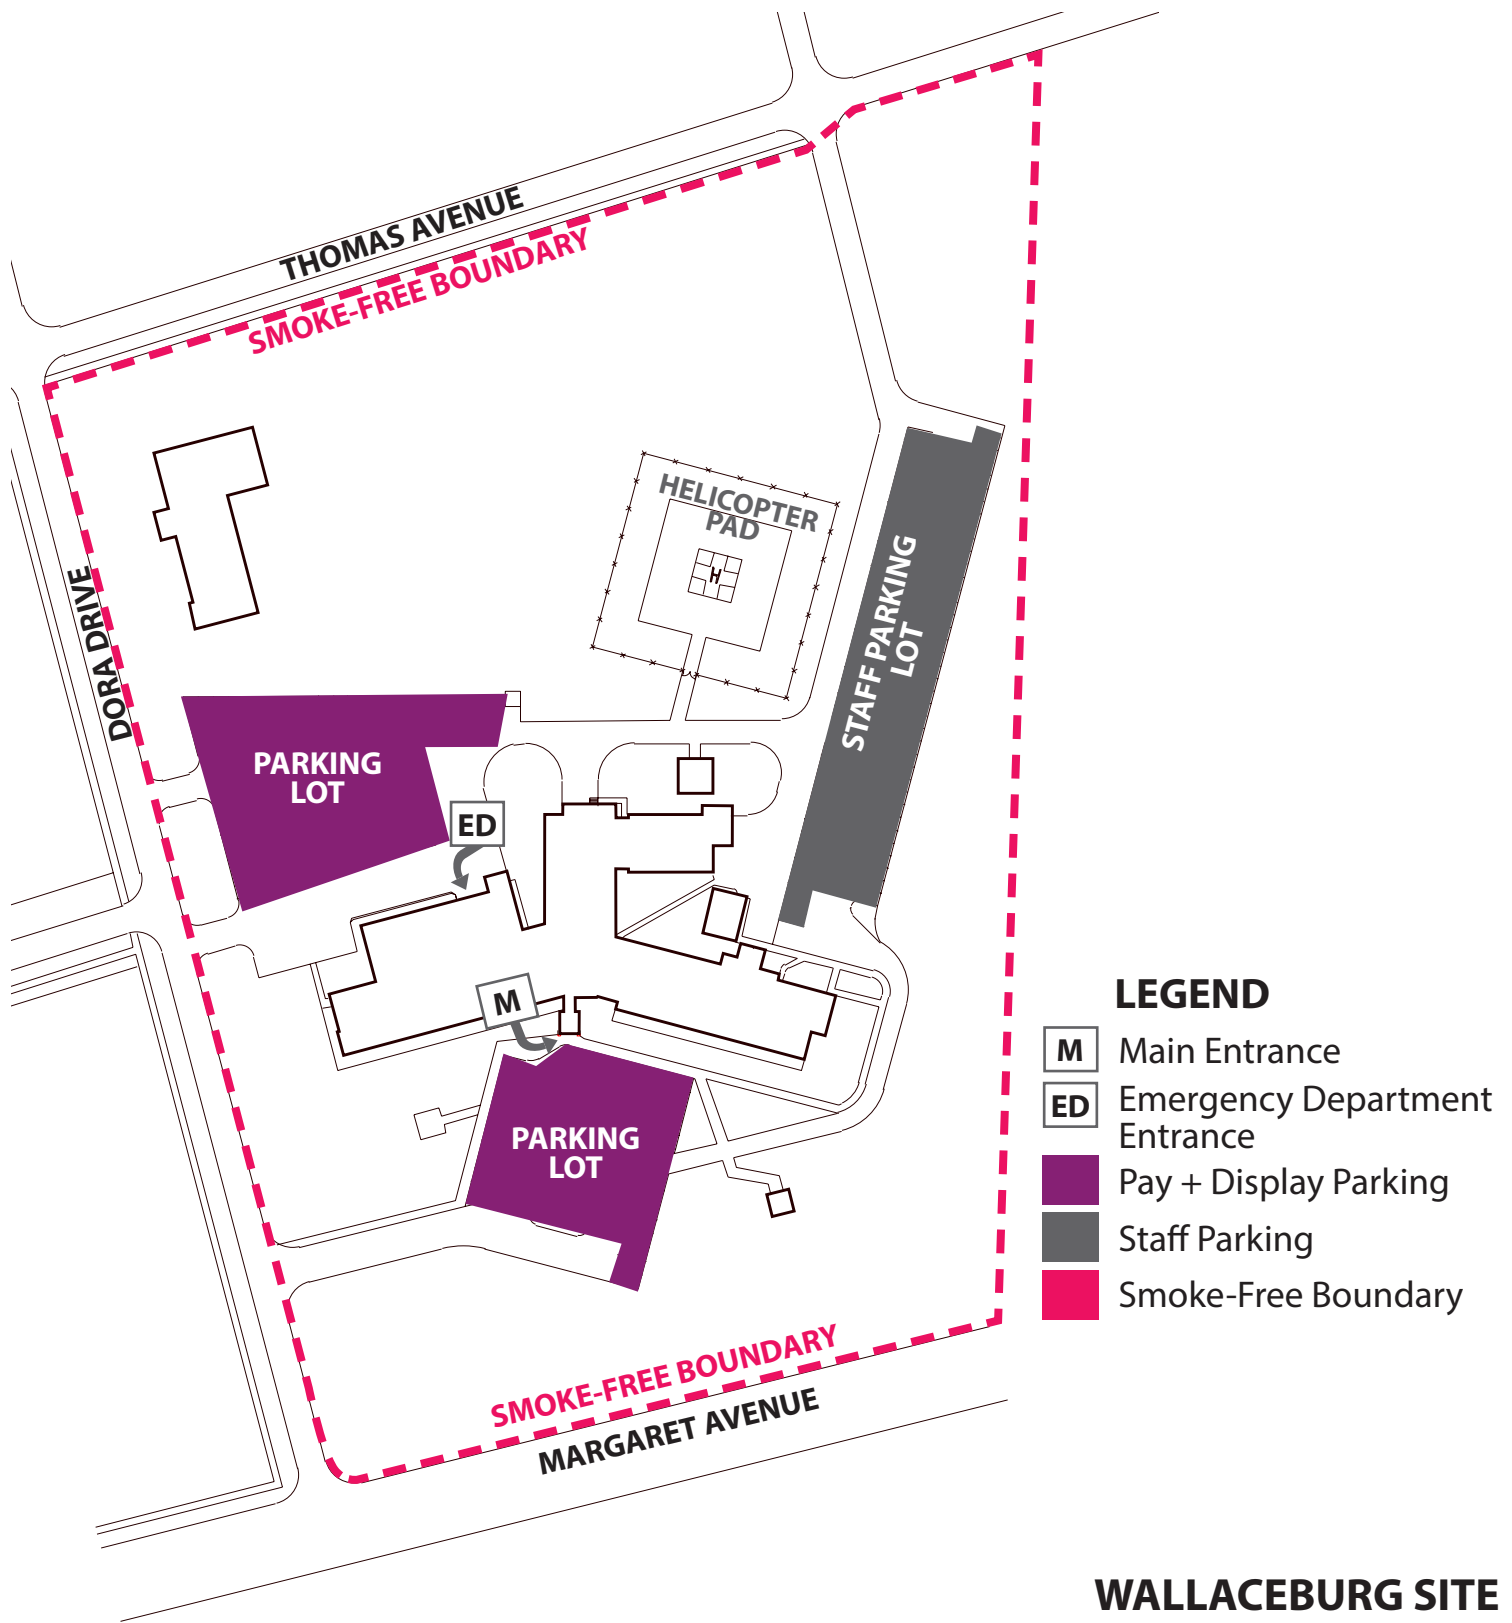 THOMAS AVENUE
SMOKE-FREE BOUNDARY
HELICOPTER
PAD
H
STAFF PARKING
LOT
DORA DRIVE
PARKING
LOT
ED
M
PARKING
LOT
SMOKE-FREE BOUNDARY
MARGARET AVENUE
LEGEND
M Main Entrance
ED Emergency Department
Entrance
Pay + Display Parking
Staff Parking
Smoke-Free Boundary
WALLACEBURG SITE